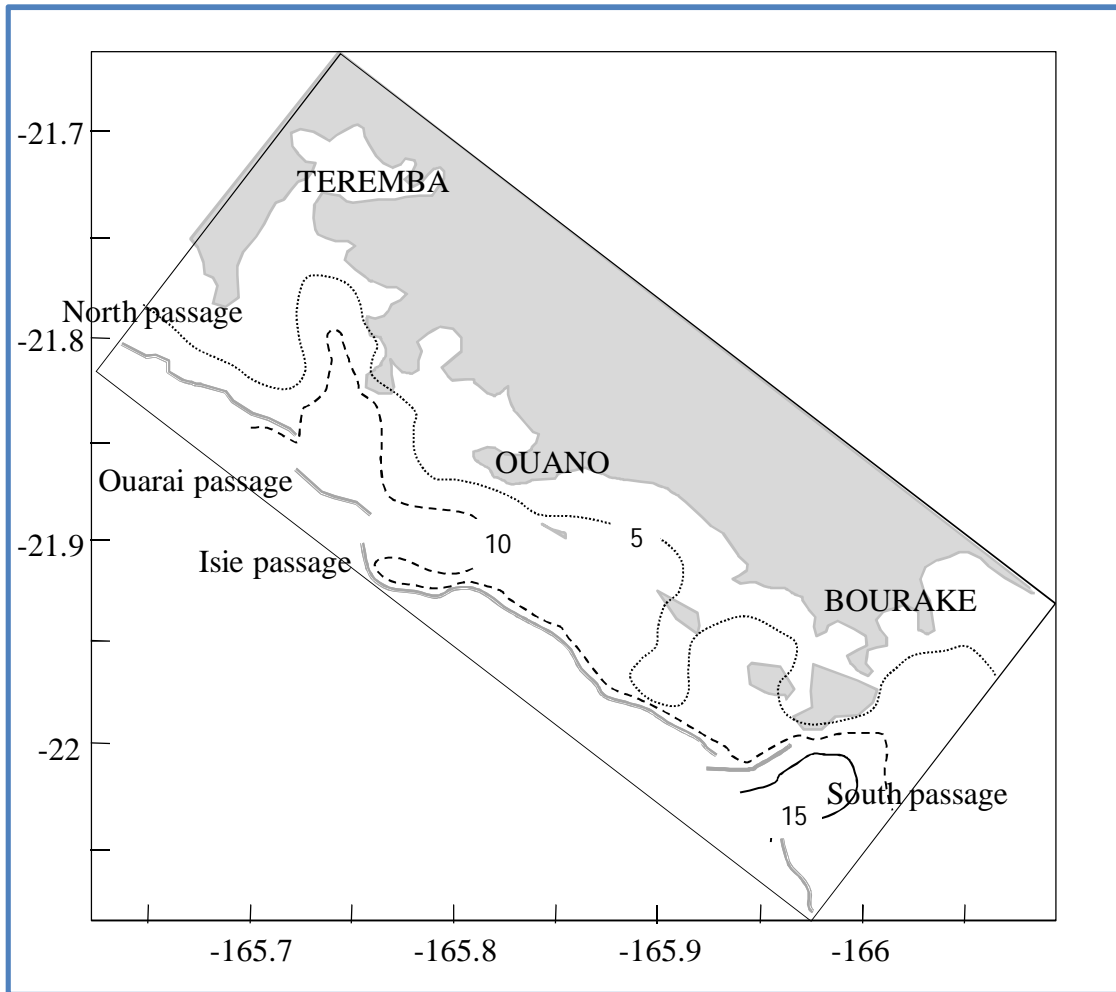 -21.7
TEREMBA
North passage
-21.8
OUANO
Ouarai passage
10
5
-21.9
Isie passage
BOURAKE
-22
South passage
15
-165.7
-165.8
-165.9
-166